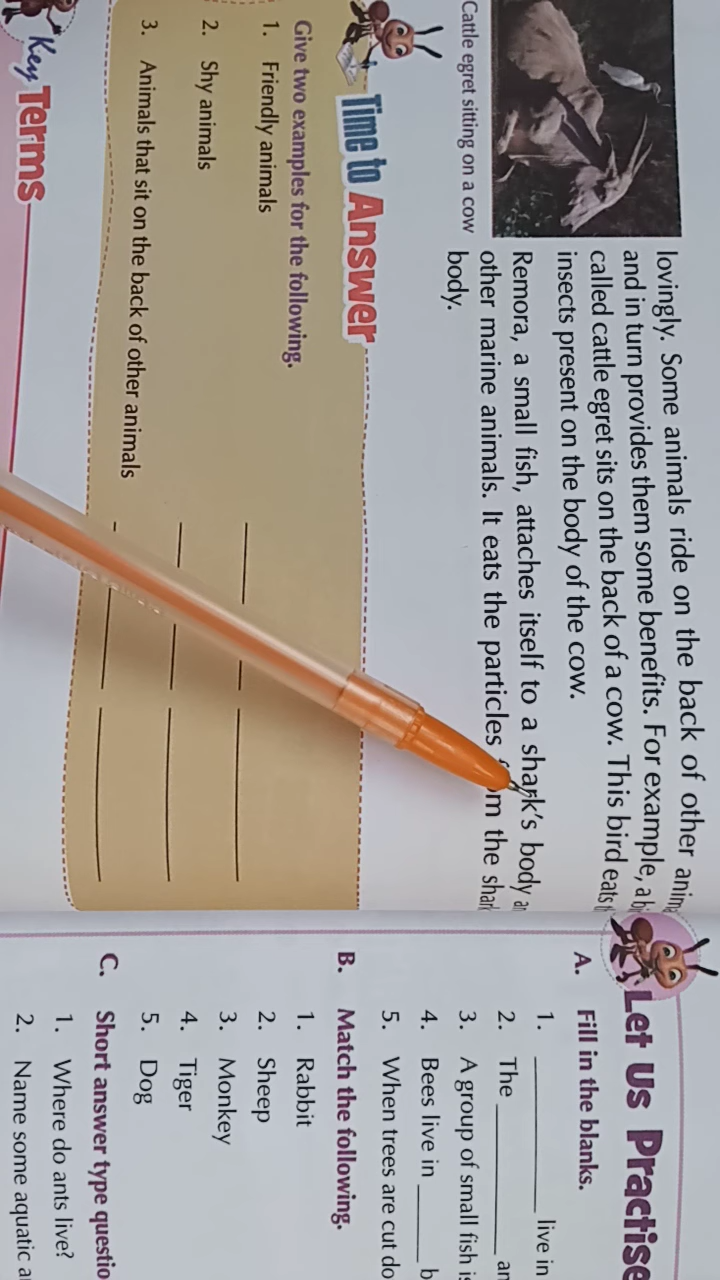 lovingly. Some animals ride on the back of other
and in turn provides them some benefits. For example, a
called cattle egret sits on the back of a cow. This bird eats
insects present on the body of the cow.
Remora, a small fish, attaches itself to a shark's body
other marine animals. It eats the particles from the
body.
Cattle egret sitting on a cow
Time to Answer
Give two examples for the following.
1. Friendly animals
2. Shy animals
3. Animals that sit on the back of other animals
Key Terms
Let Us Practise
A. Fill in the blanks.
1. ________ live in
2. The ________
3. A group of small fish
4. Bees live in ________
5. When trees are cut
B. Match the following.
1. Rabbit
2. Sheep
3. Monkey
4. Tiger
5. Dog
C. Short answer type
1. Where do ants live?
2. Name some aquatic